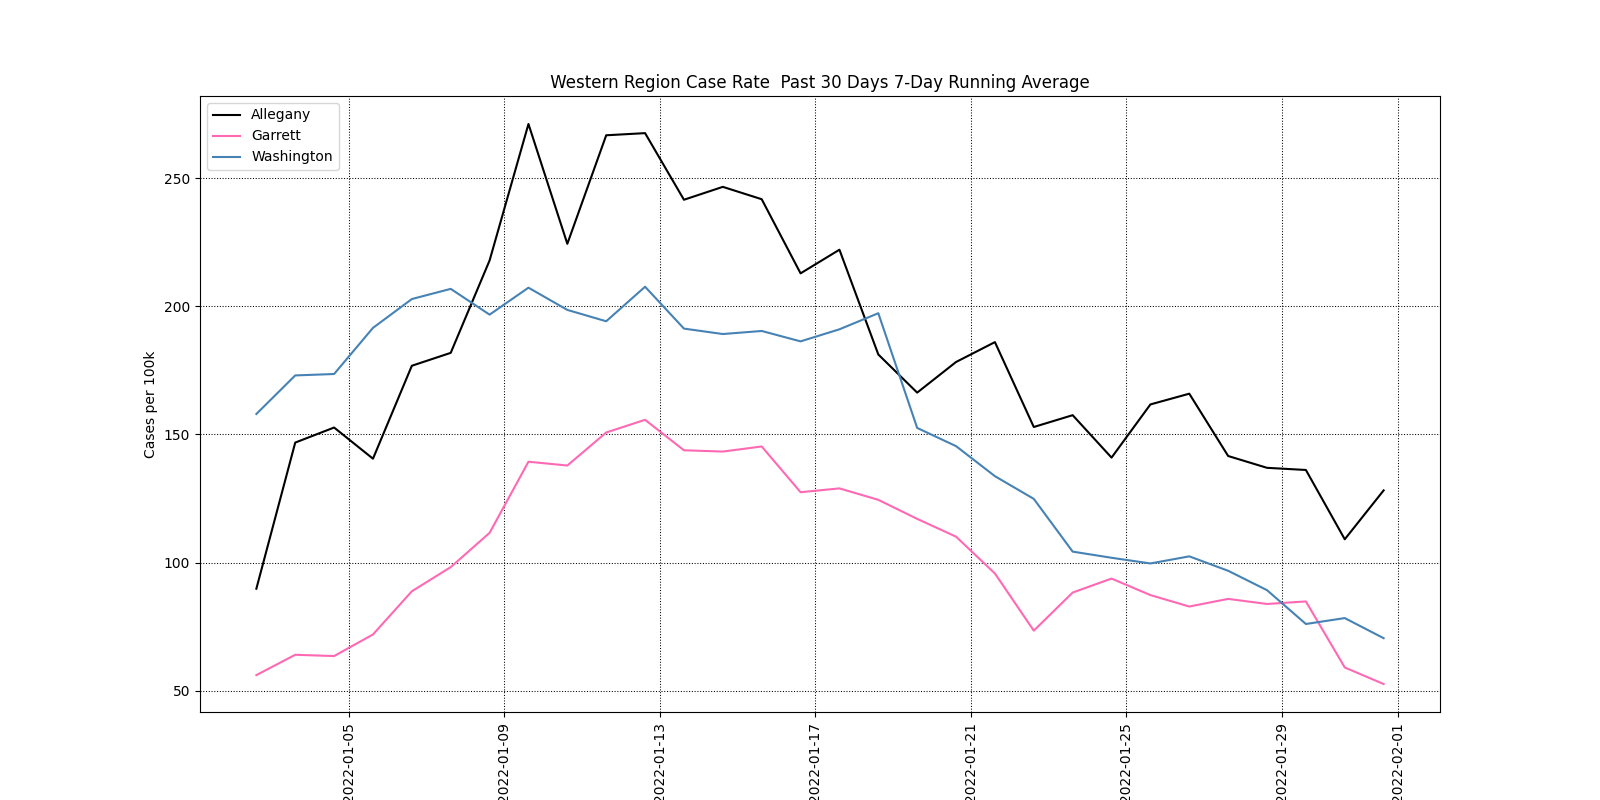 Western Region Case Rate  Past 30 Days 7-Day Running Average
Allegany
Garrett
Washington
250
200
150
100
50
Cases per 100k
2022-01-05
2022-01-09
2022-01-13
2022-01-17
2022-01-21
2022-01-25
2022-01-29
2022-02-01